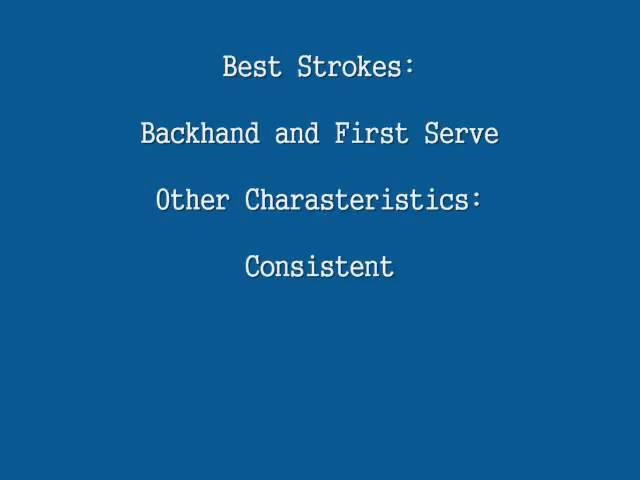 Best Strokes:
Backhand and First Serve
Other Charasteristics:
Consistent